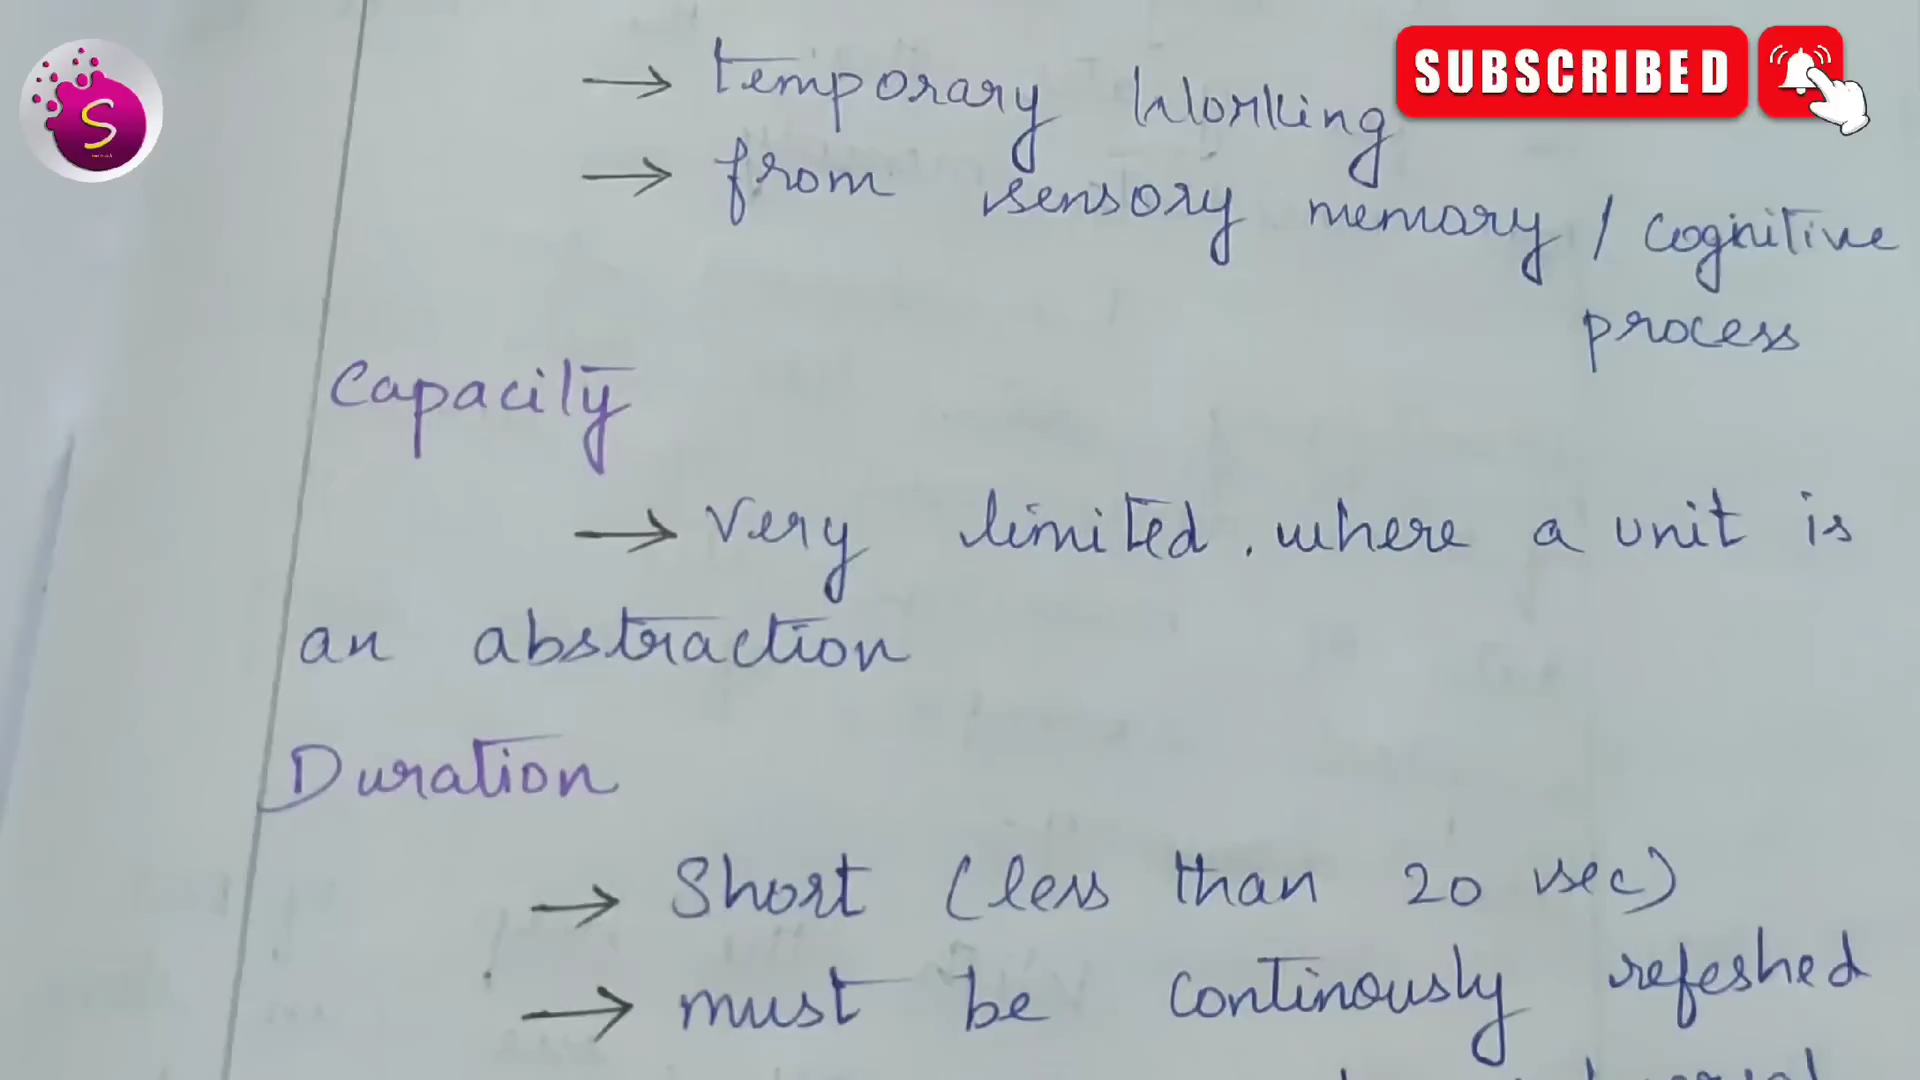 SUBSCRIBED
→ temporary Working
→ from sensory memory / cognitive
process
Capacity
→ Very limited. where a unit is
an abstraction
Duration
→ Short (less than 20 sec)
→ must be continously refeshed
S